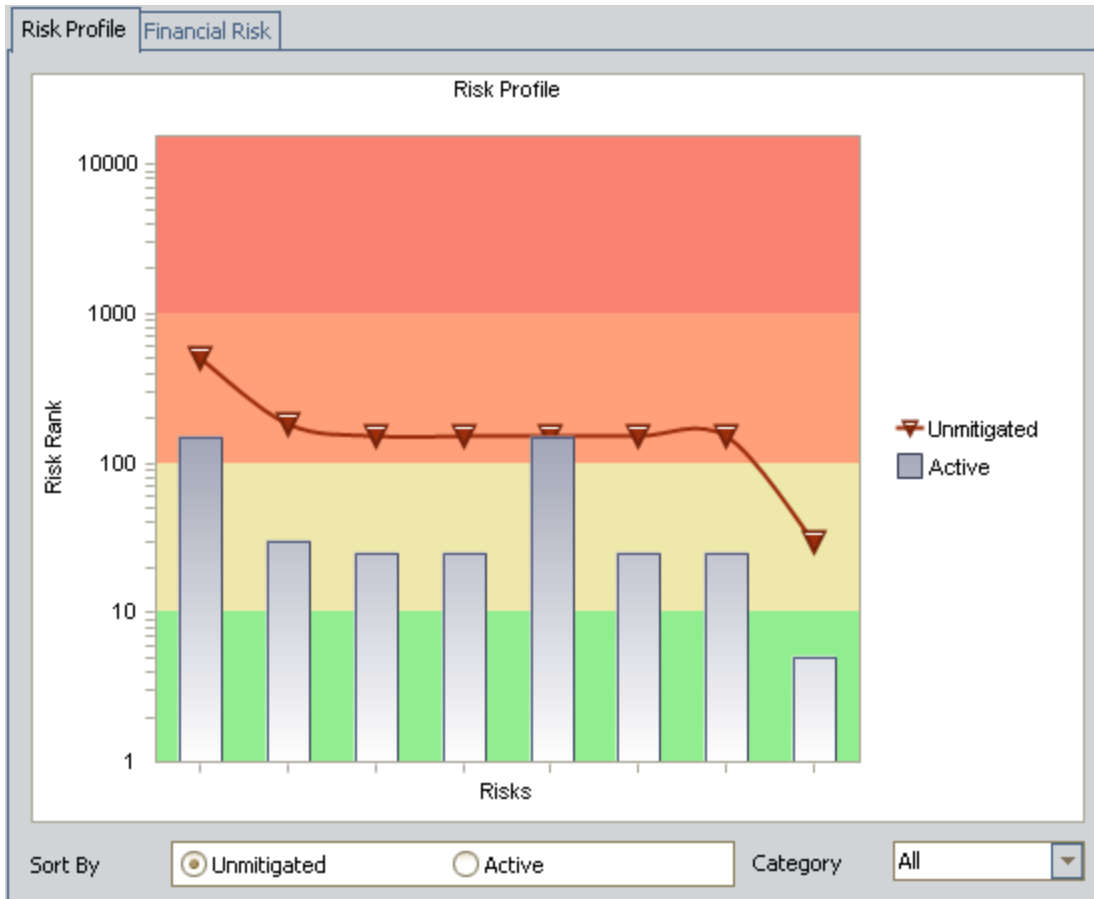 Risk Profile Financial Risk
Risk Profile
10000
1000
100
10
1
Risk Rank
Risks
Unmitigated
Active
Sort By Unmitigated Active Category All